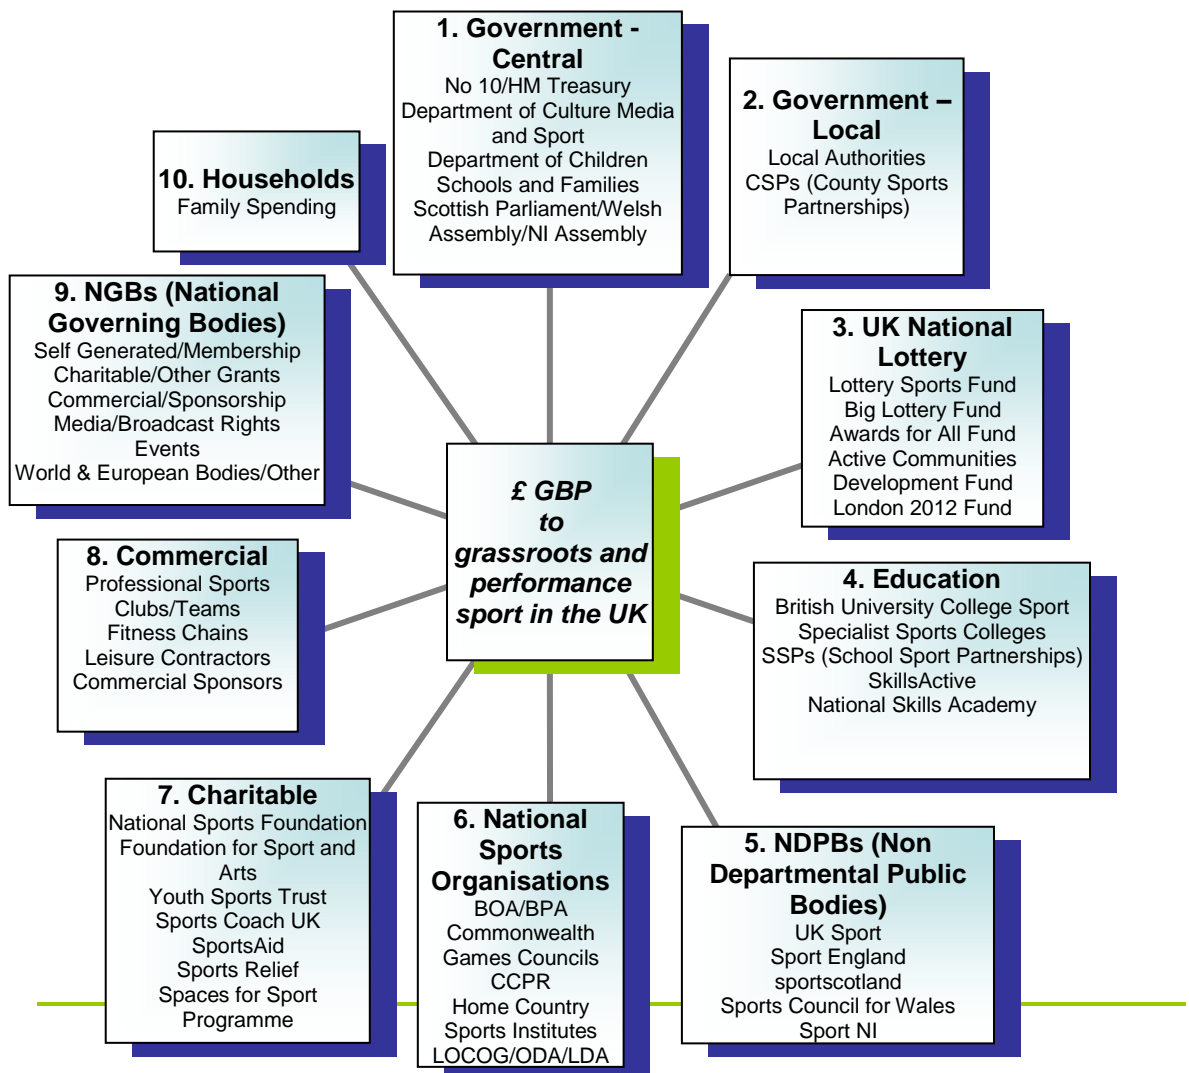 1. Government -
Central
No 10/HM Treasury
Department of Culture Media
and Sport
Department of Children
Schools and Families
Scottish Parliament/Welsh
Assembly/NI Assembly
2. Government –
Local
Local Authorities
CSPs (County Sports
Partnerships)
3. UK National
Lottery
Lottery Sports Fund
Big Lottery Fund
Awards for All Fund
Active Communities
Development Fund
London 2012 Fund
4. Education
British University College Sport
Specialist Sports Colleges
SSPs (School Sport Partnerships)
SkillsActive
National Skills Academy
5. NDPBs (Non
Departmental Public
Bodies)
UK Sport
Sport England
sportscotland
Sports Council for Wales
Sport NI
6. National
Sports
Organisations
BOA/BPA
Commonwealth
Games Councils
CCPR
Home Country
Sports Institutes
LOCOG/ODA/LDA
7. Charitable
National Sports Foundation
Foundation for Sport and
Arts
Youth Sports Trust
Sports Coach UK
SportsAid
Sports Relief
Spaces for Sport
Programme
8. Commercial
Professional Sports
Clubs/Teams
Fitness Chains
Leisure Contractors
Commercial Sponsors
9. NGBs (National
Governing Bodies)
Self Generated/Membership
Charitable/Other Grants
Commercial/Sponsorship
Media/Broadcast Rights
Events
World & European Bodies/Other
10. Households
Family Spending
£ GBP
to
grassroots and
performance
sport in the UK